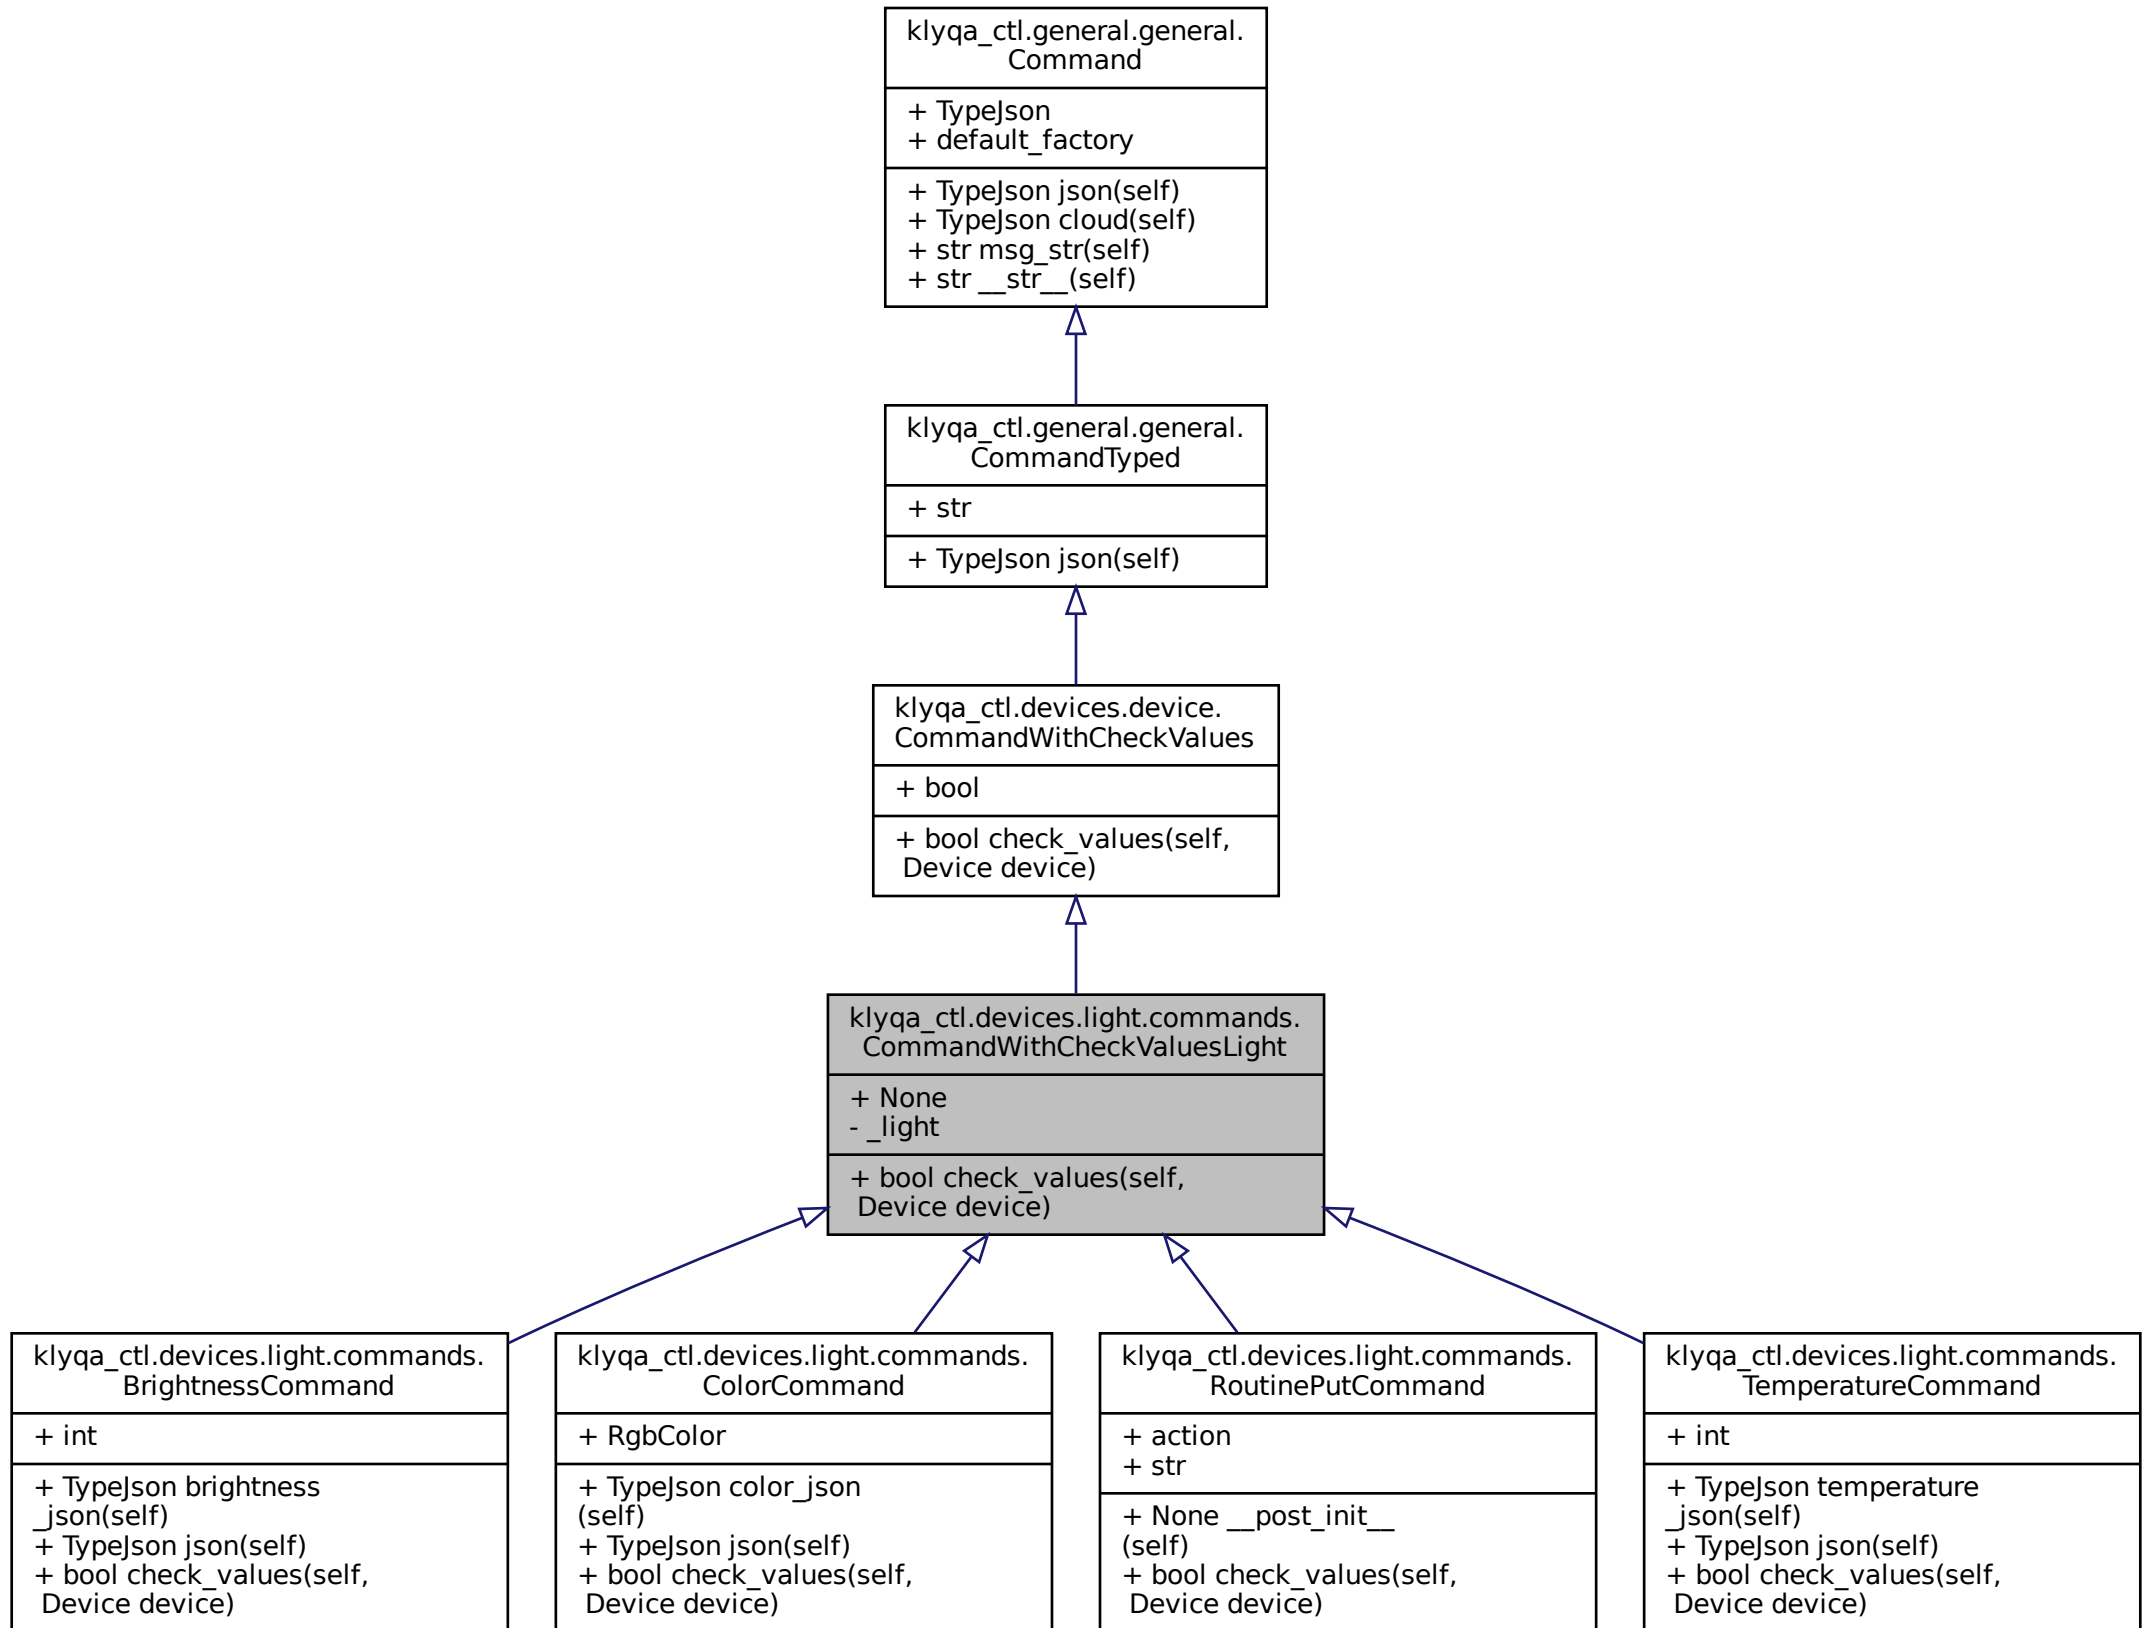 klyqa_ctl.general.general.
Command
+ TypeJson
+ default_factory
+ TypeJson json(self)
+ TypeJson cloud(self)
+ str msg_str(self)
+ str __str__(self)
klyqa_ctl.general.general.
CommandTyped
+ str
+ TypeJson json(self)
klyqa_ctl.devices.device.
CommandWithCheckValues
+ bool
+ bool check_values(self,
Device device)
klyqa_ctl.devices.light.commands.
CommandWithCheckValuesLight
+ None
- _light
+ bool check_values(self,
Device device)
klyqa_ctl.devices.light.commands.
BrightnessCommand
+ int
+ TypeJson brightness
_json(self)
+ TypeJson json(self)
+ bool check_values(self,
Device device)
klyqa_ctl.devices.light.commands.
ColorCommand
+ RgbColor
+ TypeJson color_json
(self)
+ TypeJson json(self)
+ bool check_values(self,
Device device)
klyqa_ctl.devices.light.commands.
RoutinePutCommand
+ action
+ str
+ None __post_init__
(self)
+ bool check_values(self,
Device device)
klyqa_ctl.devices.light.commands.
TemperatureCommand
+ int
+ TypeJson temperature
_json(self)
+ TypeJson json(self)
+ bool check_values(self,
Device device)